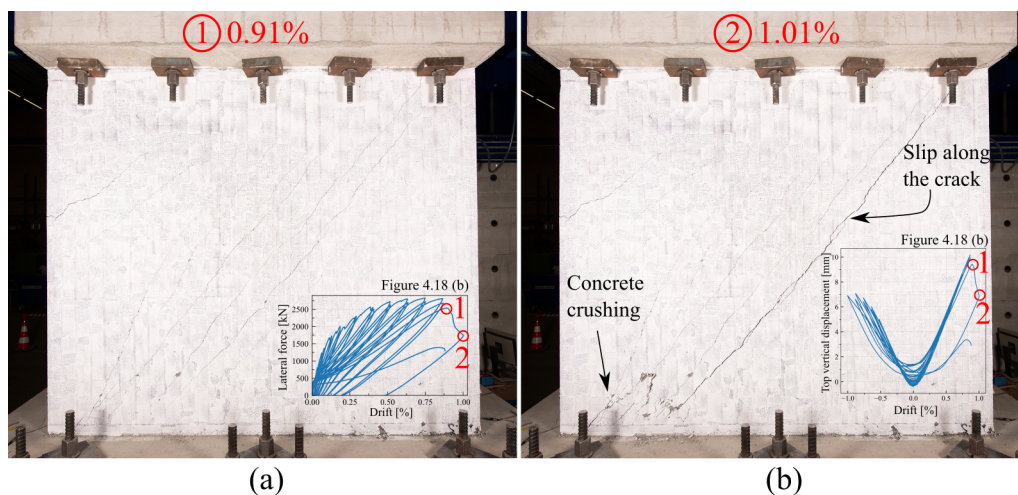 ① 0.91%
Figure 4.18 (b)
Lateral force [kN]
2500
2000
1500
1000
500
0
0.00 0.25 0.50 0.75 1.00
Drift [%]
1
2
(a)
② 1.01%
Slip along
the crack
Concrete
crushing
Figure 4.18 (b)
Top vertical displacement [mm]
10
8
6
4
2
0
-1.0 -0.5 0.0 0.5 1.0
Drift [%]
1
2
(b)